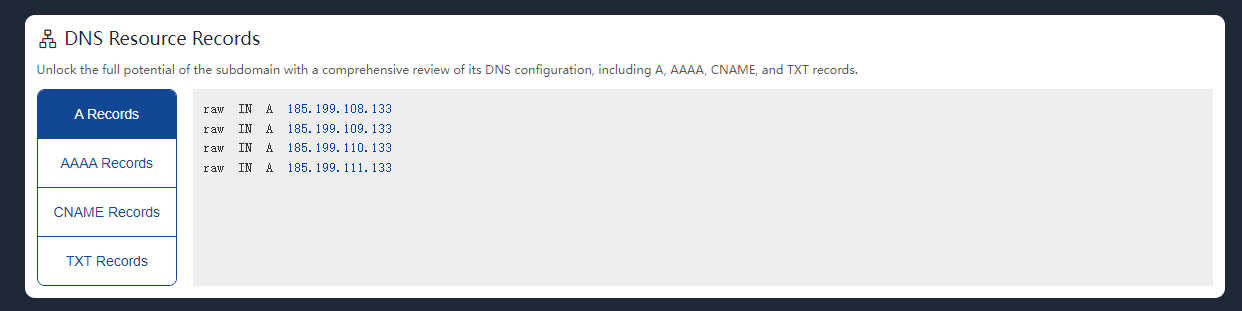 DNS Resource Records
Unlock the full potential of the subdomain with a comprehensive review of its DNS configuration, including A, AAAA, CNAME, and TXT records.
A Records
AAAA Records
CNAME Records
TXT Records
raw IN A 185.199.108.133
raw IN A 185.199.109.133
raw IN A 185.199.110.133
raw IN A 185.199.111.133